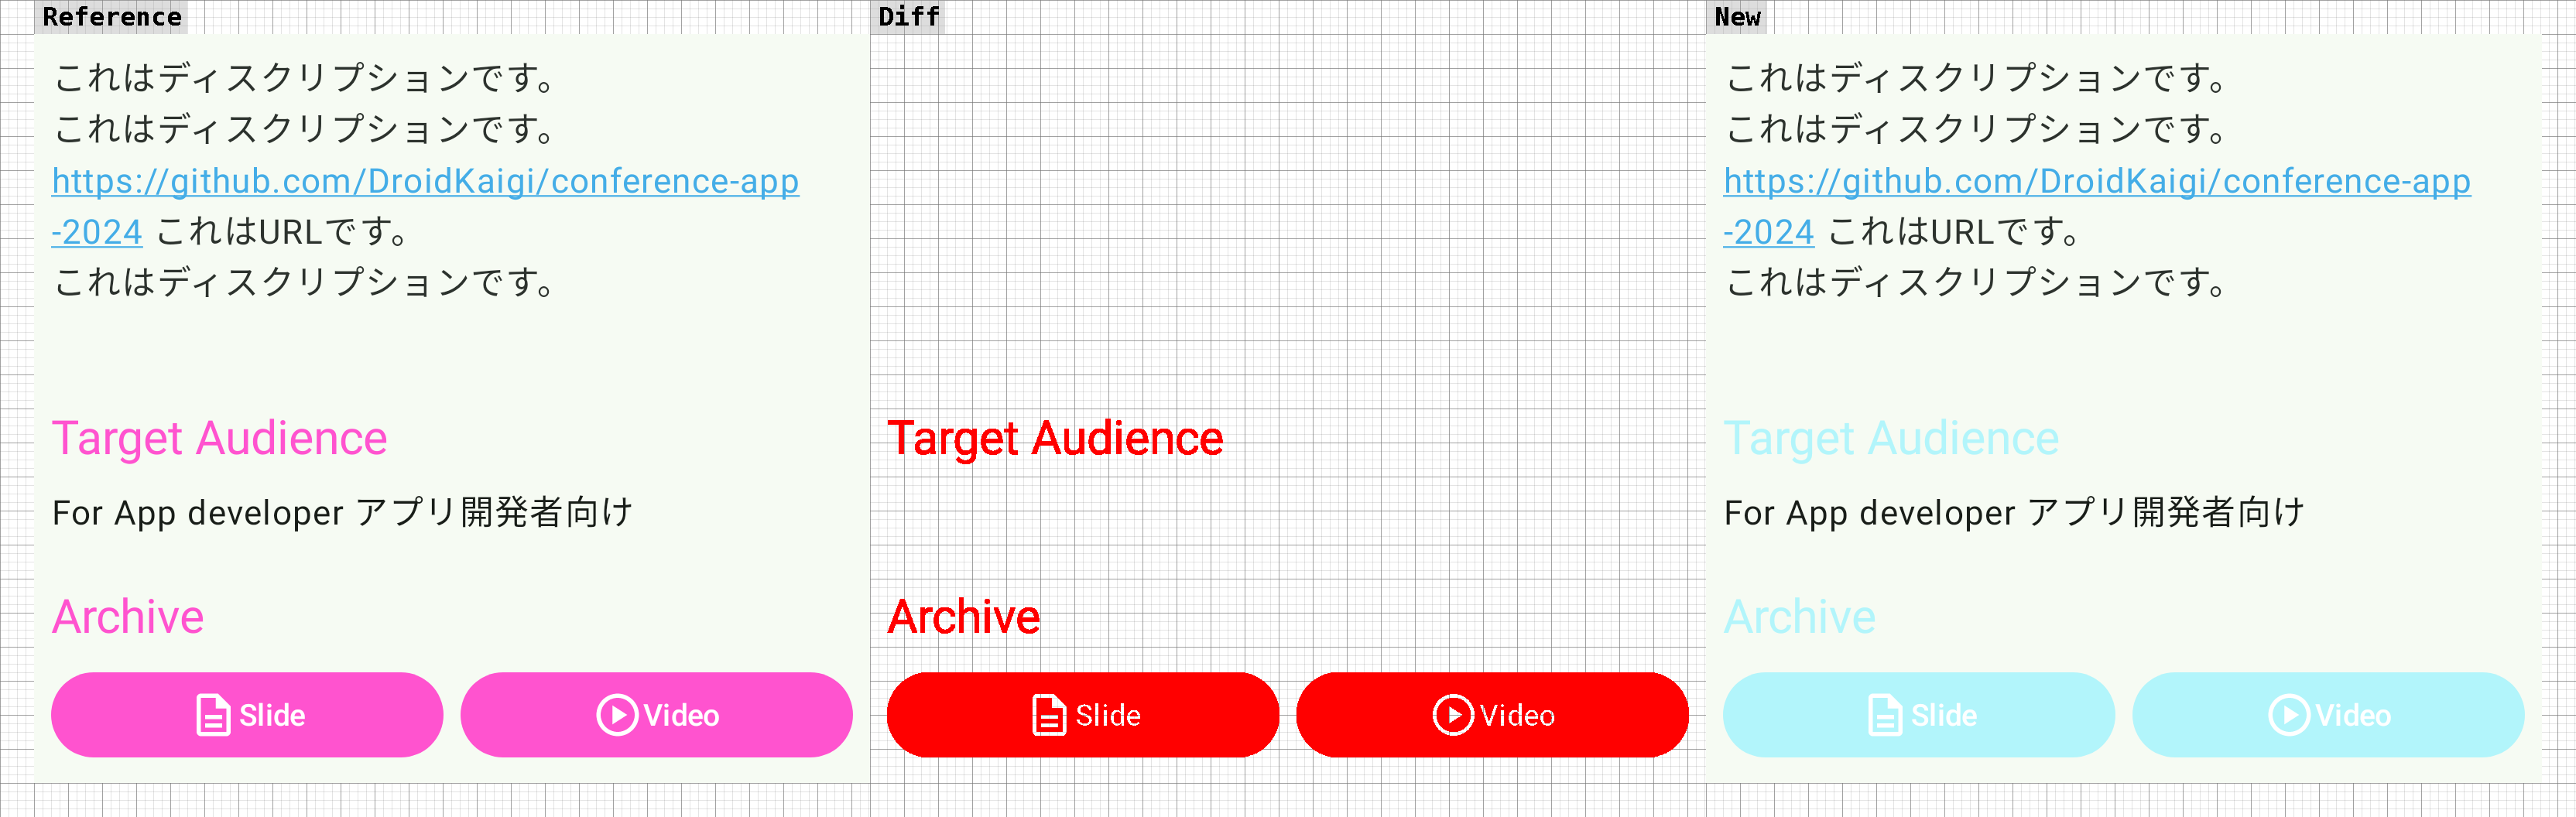 Reference
これはディスクリプションです。
これはディスクリプションです。
https://github.com/DroidKaigi/conference-app
-2024 これはURLです。
これはディスクリプションです。
Target Audience
For App developer アプリ開発者向け
Archive
Slide
Video
Diff
Target Audience
Archive
Slide
Video
New
これはディスクリプションです。
これはディスクリプションです。
https://github.com/DroidKaigi/conference-app
-2024 これはURLです。
これはディスクリプションです。
Target Audience
For App developer アプリ開発者向け
Archive
Slide
Video